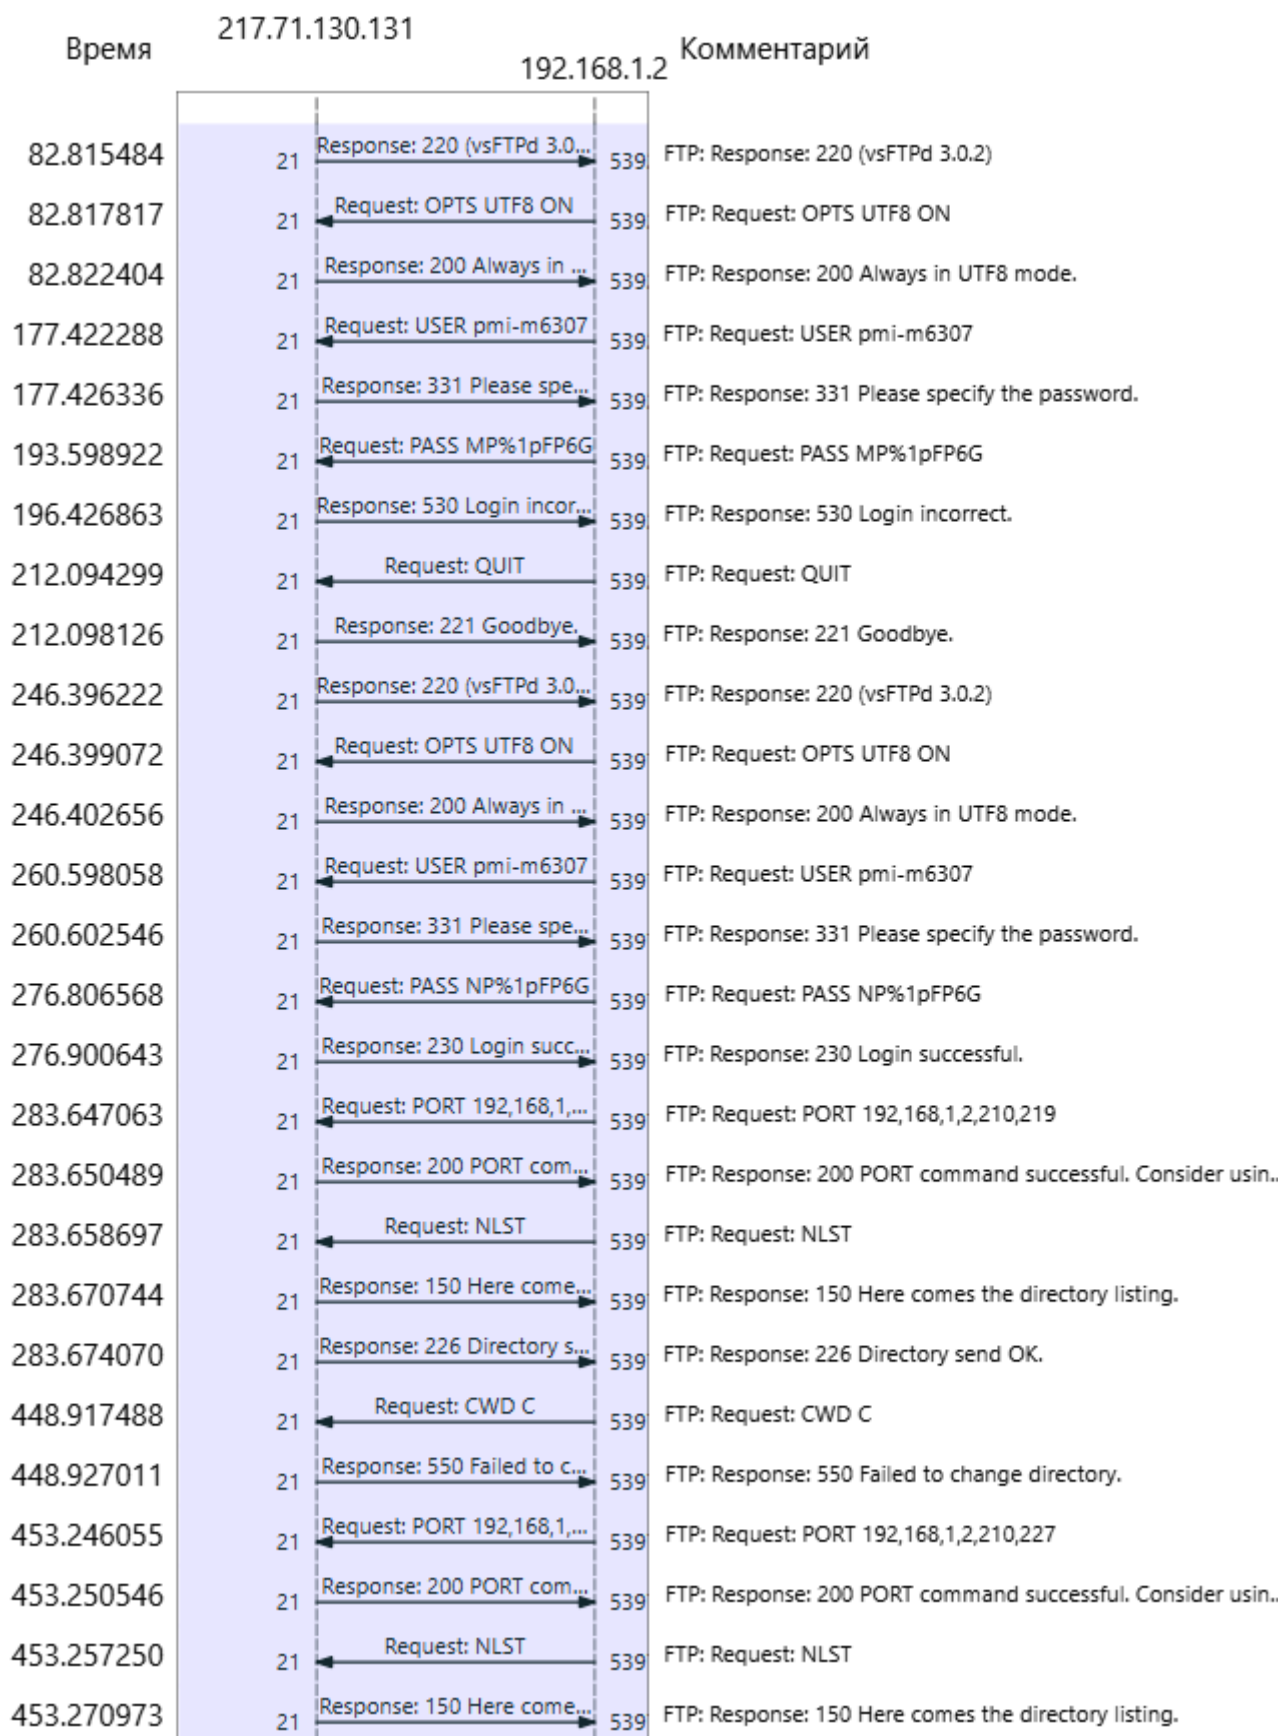 217.71.130.131
Время
192.168.1.2 Комментарий
82.815484 21 Response: 220 (vsFTPd 3.0... 539 FTP: Response: 220 (vsFTPd 3.0.2)
82.817817 21 Request: OPTS UTF8 ON 539 FTP: Request: OPTS UTF8 ON
82.822404 21 Response: 200 Always in ... 539 FTP: Response: 200 Always in UTF8 mode.
177.422288 21 Request: USER pmi-m6307 539 FTP: Request: USER pmi-m6307
177.426336 21 Response: 331 Please spe... 539 FTP: Response: 331 Please specify the password.
193.598922 21 Request: PASS MP%1pFP6G 539 FTP: Request: PASS MP%1pFP6G
196.426863 21 Response: 530 Login incor... 539 FTP: Response: 530 Login incorrect.
212.094299 21 Request: QUIT 539 FTP: Request: QUIT
212.098126 21 Response: 221 Goodbye. 539 FTP: Response: 221 Goodbye.
246.396222 21 Response: 220 (vsFTPd 3.0... 539 FTP: Response: 220 (vsFTPd 3.0.2)
246.399072 21 Request: OPTS UTF8 ON 539 FTP: Request: OPTS UTF8 ON
246.402656 21 Response: 200 Always in ... 539 FTP: Response: 200 Always in UTF8 mode.
260.598058 21 Request: USER pmi-m6307 539 FTP: Request: USER pmi-m6307
260.602546 21 Response: 331 Please spe... 539 FTP: Response: 331 Please specify the password.
276.806568 21 Request: PASS NP%1pFP6G 539 FTP: Request: PASS NP%1pFP6G
276.900643 21 Response: 230 Login succ... 539 FTP: Response: 230 Login successful.
283.647063 21 Request: PORT 192,168,1,... 539 FTP: Request: PORT 192,168,1,2,210,219
283.650489 21 Response: 200 PORT com... 539 FTP: Response: 200 PORT command successful. Consider usin..
283.658697 21 Request: NLST 539 FTP: Request: NLST
283.670744 21 Response: 150 Here come... 539 FTP: Response: 150 Here comes the directory listing.
283.674070 21 Response: 226 Directory s... 539 FTP: Response: 226 Directory send OK.
448.917488 21 Request: CWD C 539 FTP: Request: CWD C
448.927011 21 Response: 550 Failed to c... 539 FTP: Response: 550 Failed to change directory.
453.246055 21 Request: PORT 192,168,1,... 539 FTP: Request: PORT 192,168,1,2,210,227
453.250546 21 Response: 200 PORT com... 539 FTP: Response: 200 PORT command successful. Consider usin..
453.257250 21 Request: NLST 539 FTP: Request: NLST
453.270973 21 Response: 150 Here come... 539 FTP: Response: 150 Here comes the directory listing.